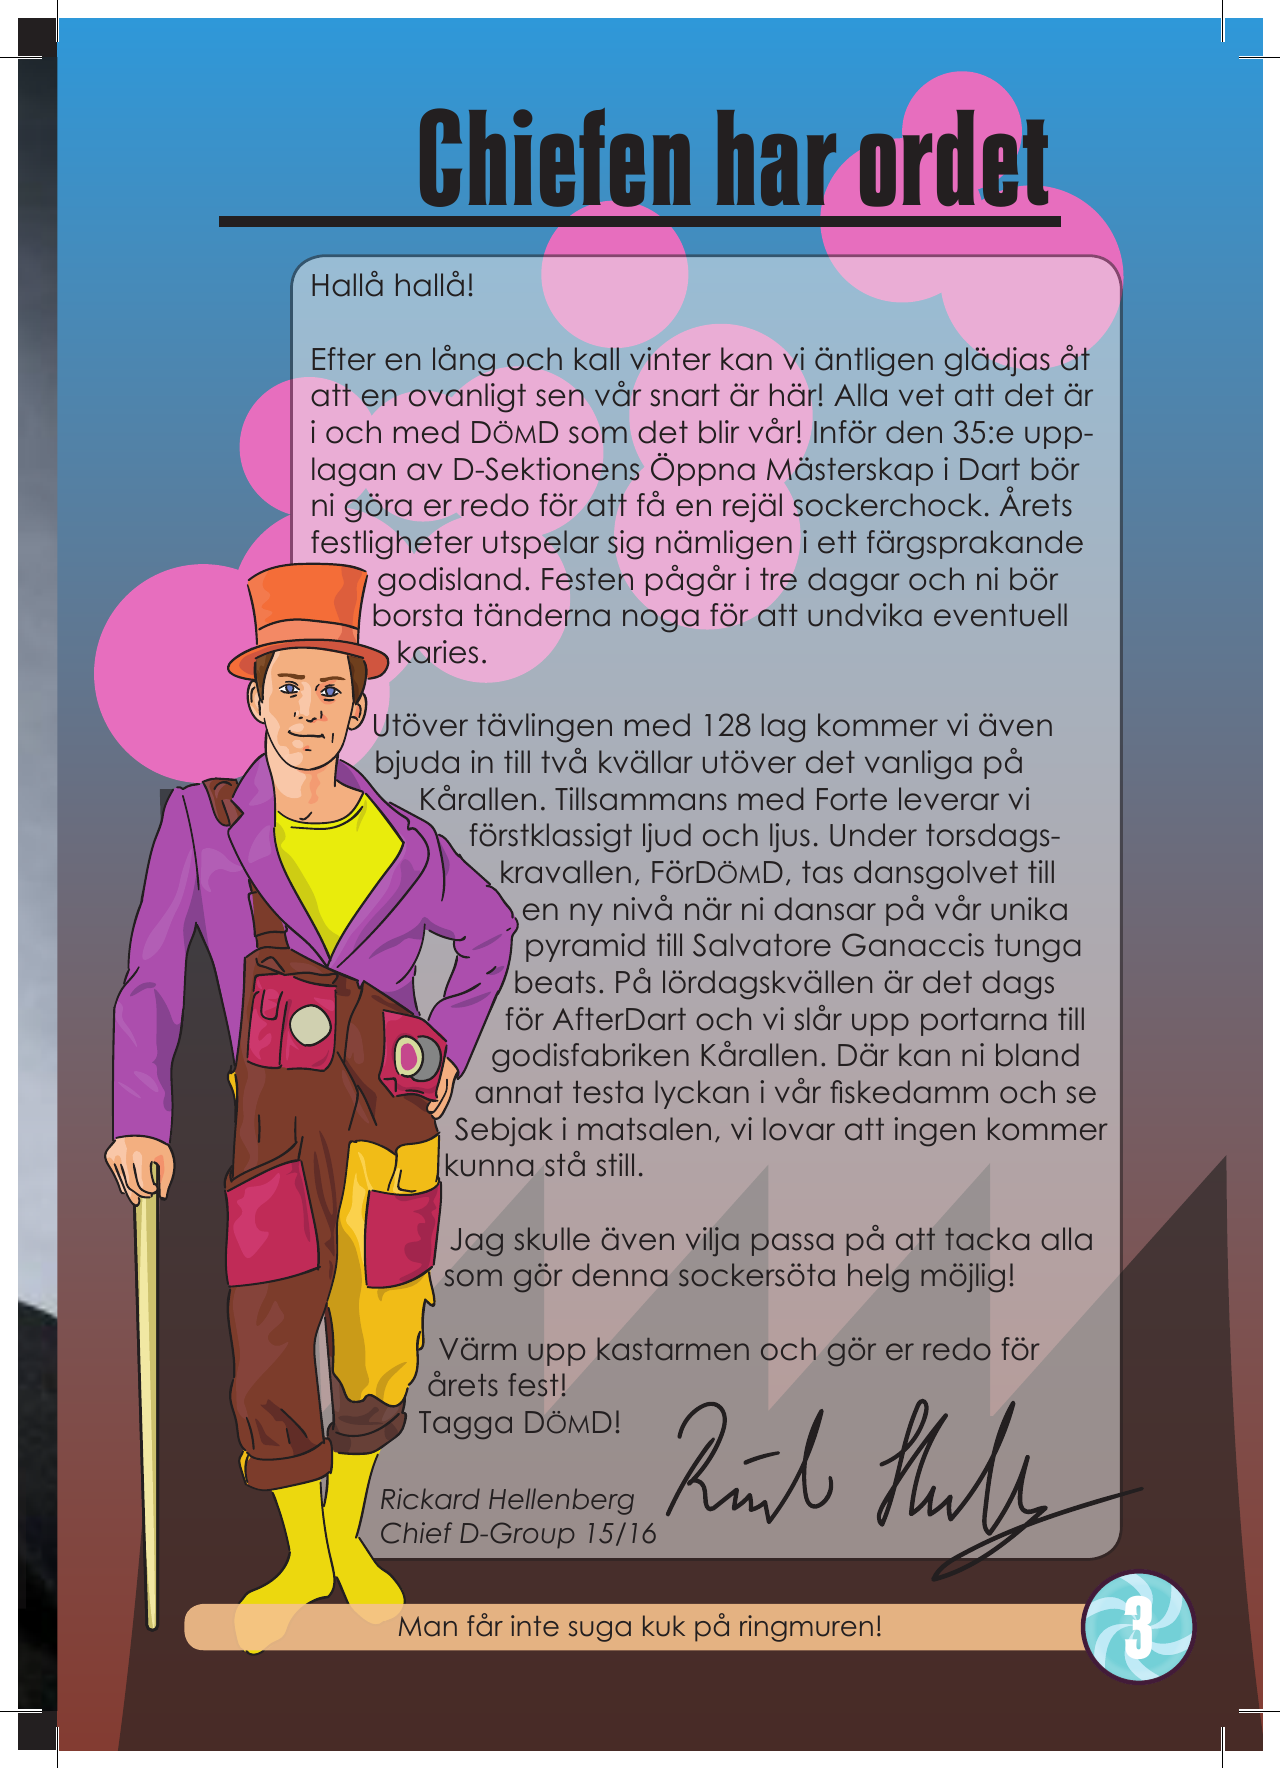 Chiefen har ordet
Hallå hallå!
Efter en lång och kall vinter kan vi äntligen glädjas åt
att en ovanligt sen vår snart är här! Alla vet att det är
i och med DÖMD som det blir vår! Inför den 35:e upp-
lagan av D-Sektionens Öppna Mästerskap i Dart bör
ni göra er redo för att få en rejäl sockerchock. Årets
festligheter utspelar sig nämligen i ett färgsprakande
godisland. Festen pågår i tre dagar och ni bör
borsta tänderna noga för att undvika eventuell
karies.
Utöver tävlingen med 128 lag kommer vi även
bjuda in till två kvällar utöver det vanliga på
Kårallen. Tillsammans med Forte leverar vi
förstklassigt ljud och ljus. Under torsdags-
kravallen, FörDÖMD, tas dansgolvet till
en ny nivå när ni dansar på vår unika
pyramid till Salvatore Ganaccis tunga
beats. På lördagskvällen är det dags
för AfterDart och vi slår upp portarna till
godisfabriken Kårallen. Där kan ni bland
annat testa lyckan i vår fiskedamm och se
Sebjak i matsalen, vi lovar att ingen kommer
kunna stå still.
Jag skulle även vilja passa på att tacka alla
som gör denna sockersöta helg möjlig!
Värm upp kastarmen och gör er redo för
årets fest!
Tagga DÖMD!
Rickard Hellenberg
Chief D-Group 15/16
Man får inte suga kuk på ringmuren!
3